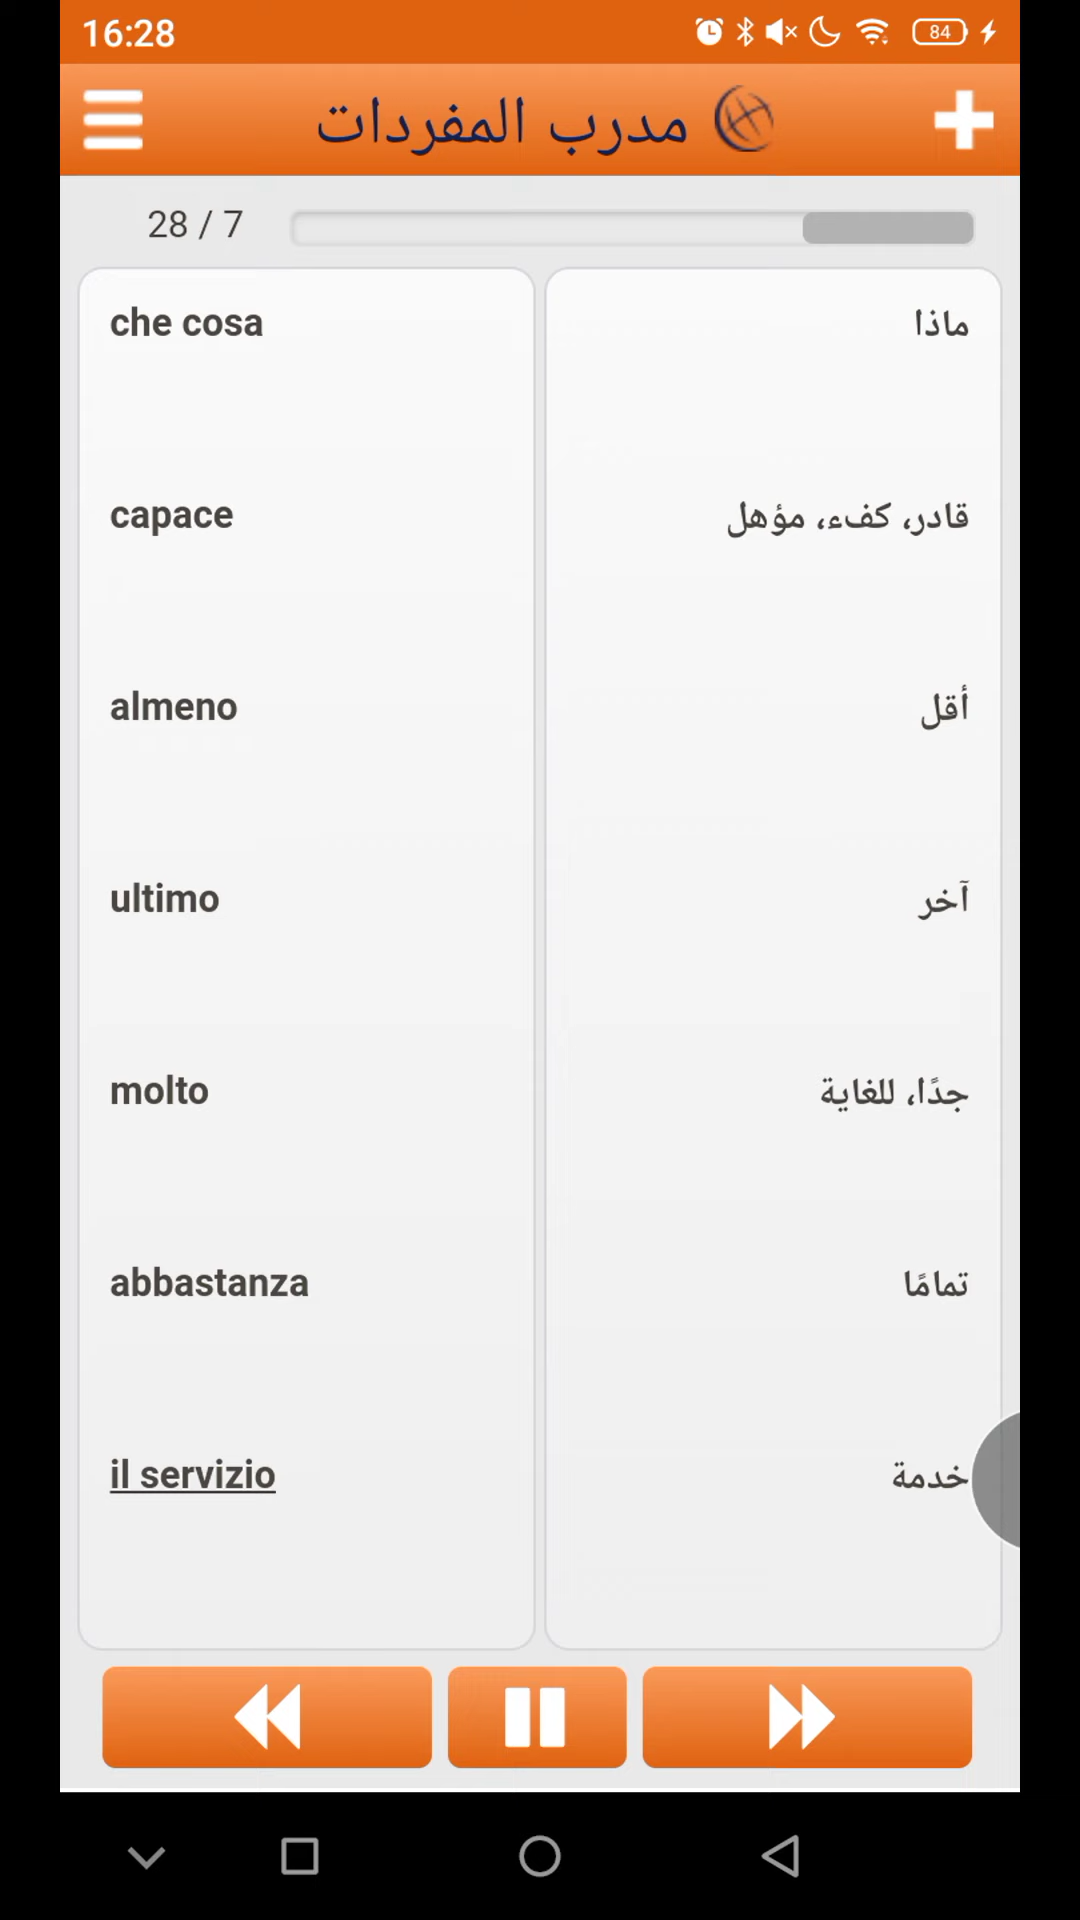 16:28
84
مدرب المفردات
28 / 7
che cosa
ماذا
capace
قادر، كفء، مؤهل
almeno
أقل
ultimo
آخر
molto
جدًا، للغاية
abbastanza
تمامًا
il servizio
خدمة